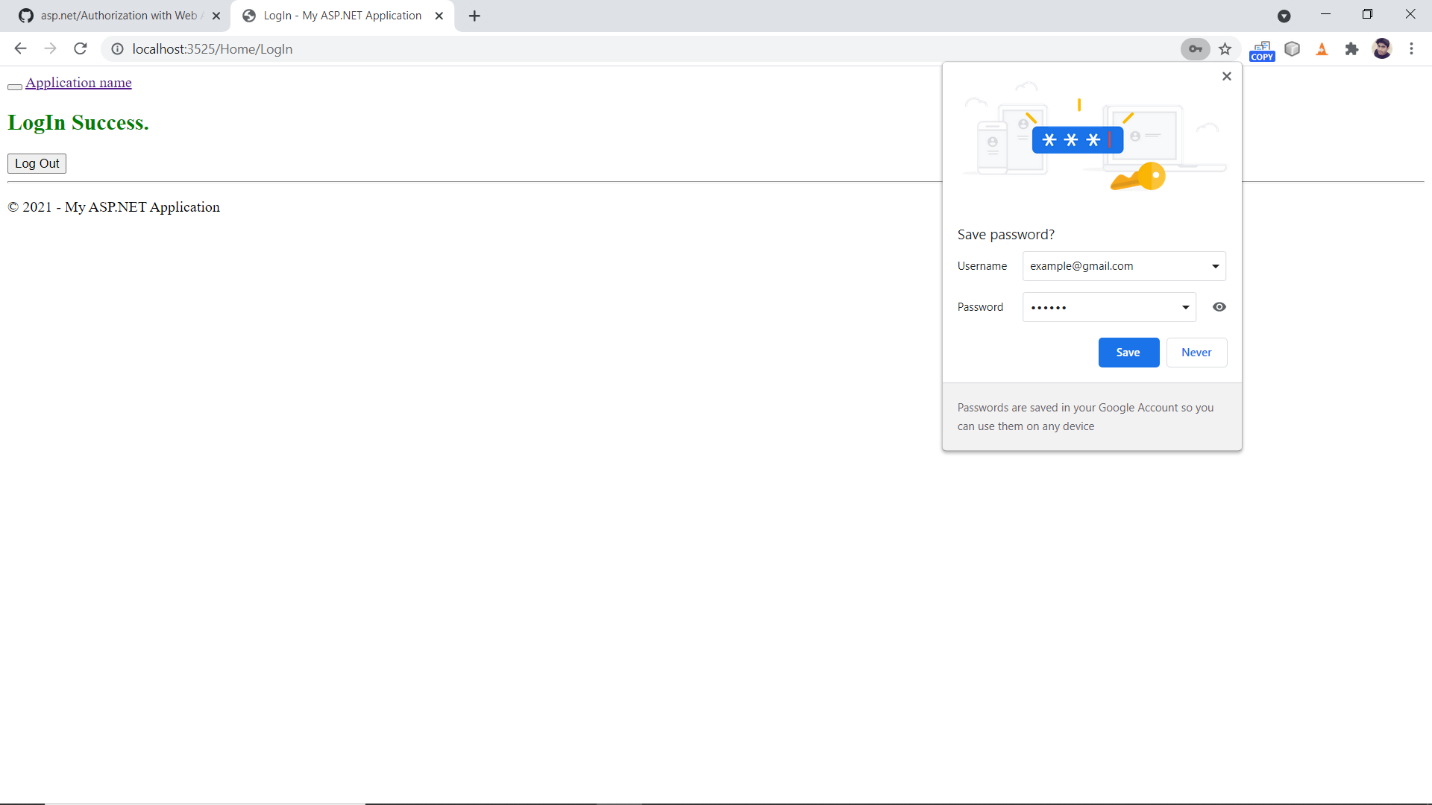 asp.net/Authorization with Web
LogIn - My ASP.NET Application
localhost:3525/Home/LogIn
COPY
Application name
LogIn Success.
Log Out
© 2021 - My ASP.NET Application
* * *
Save password?
Username example@gmail.com
Password ••••••
Save Never
Passwords are saved in your Google Account so you
can use them on any device